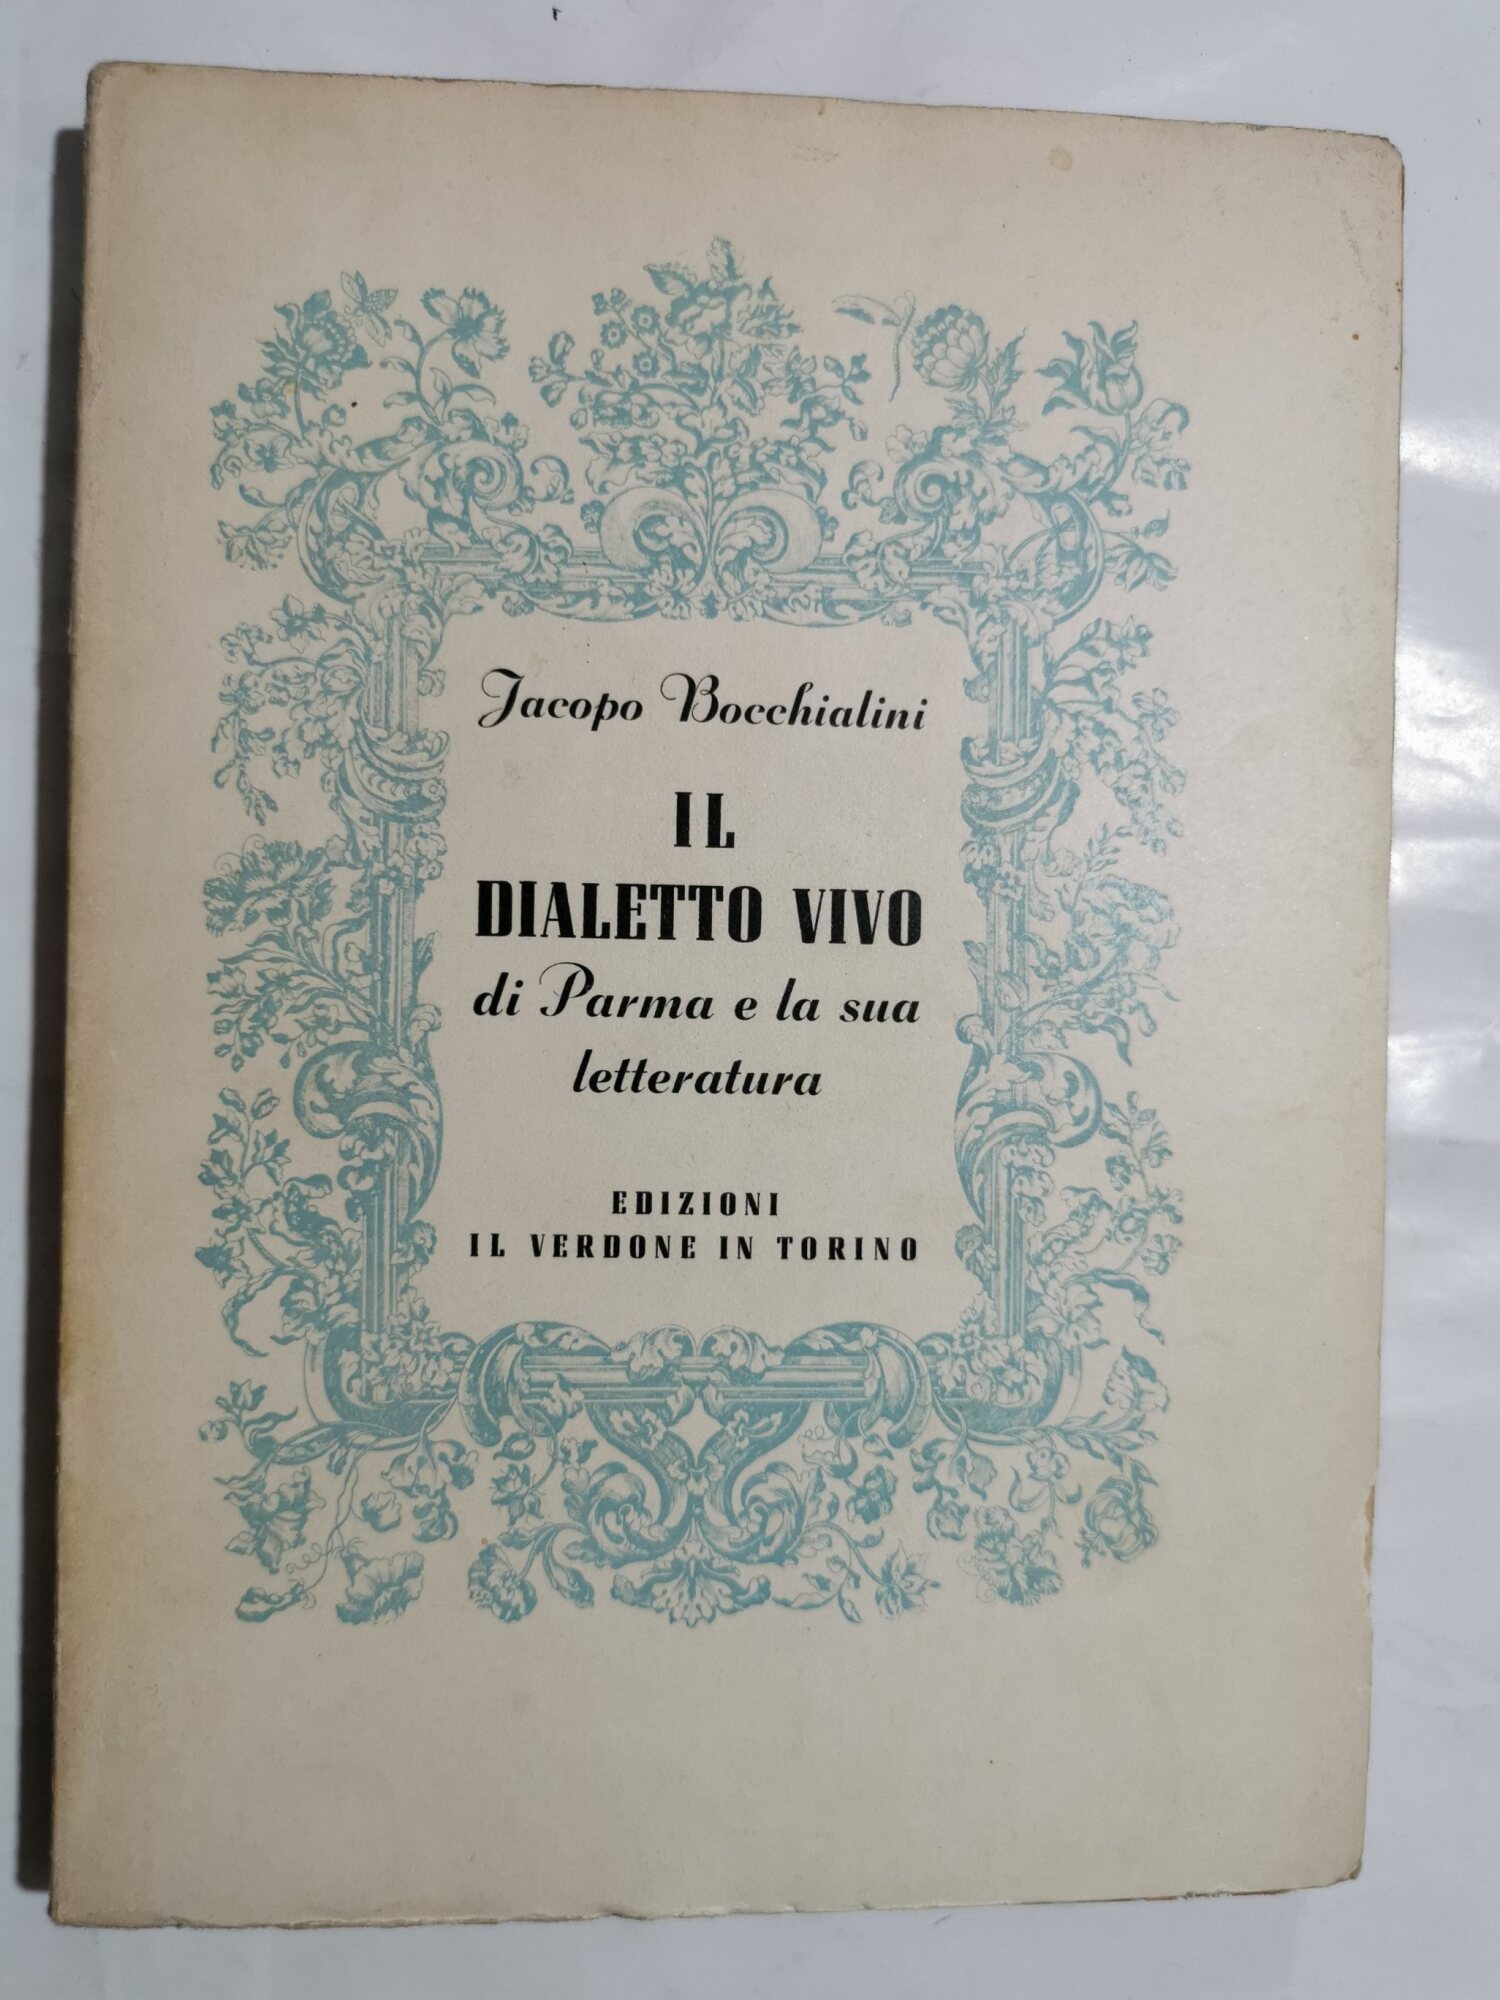 Jacopo Bocchialini
IL
DIALETTO VIVO
di Parma e la sua
letteratura
EDIZIONI
IL VERDONE IN TORINO